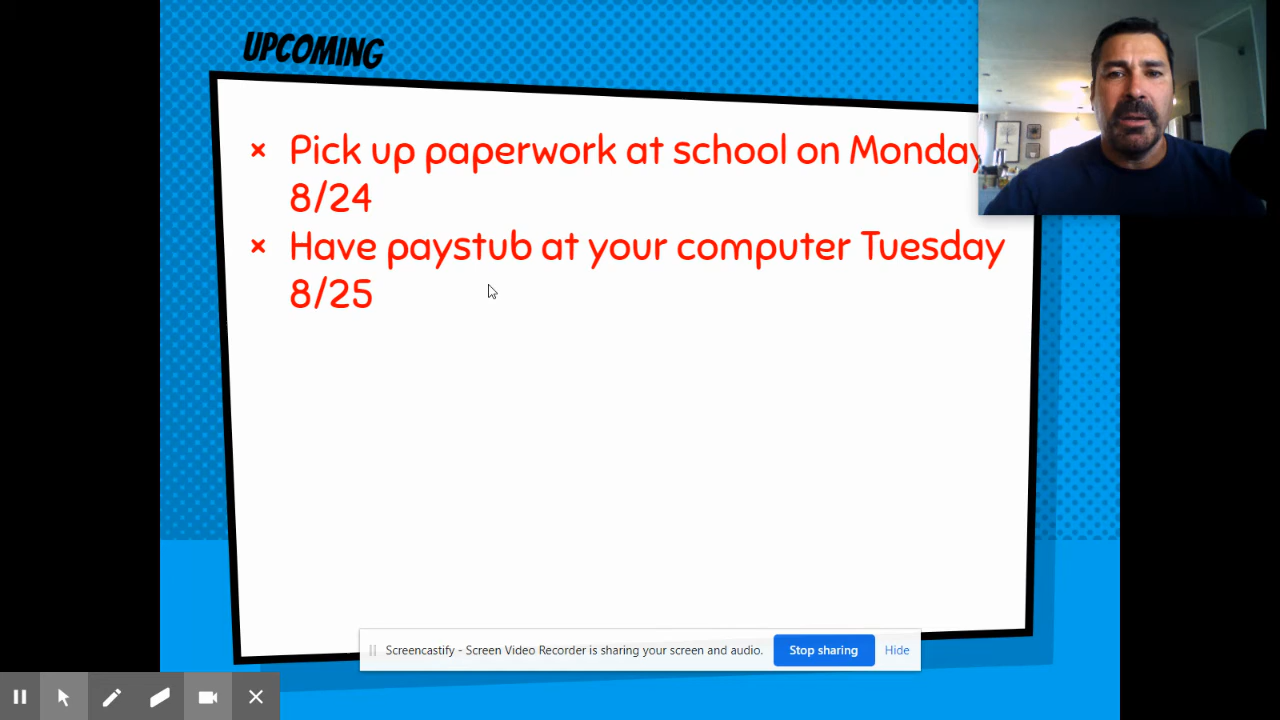 UPCOMING
× Pick up paperwork at school on Monday
8/24
× Have paystub at your computer Tuesday
8/25
Screencastify - Screen Video Recorder is sharing your screen and audio.
Stop sharing
Hide